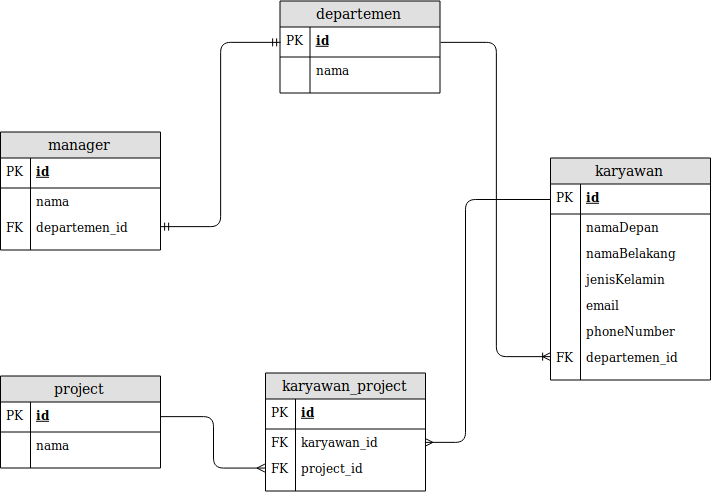 departemen
PK id
nama
manager
PK id
nama
FK departemen_id
karyawan
PK id
namaDepan
namaBelakang
jenisKelamin
email
phoneNumber
FK departemen_id
project
PK id
nama
karyawan_project
PK id
FK karyawan_id
FK project_id